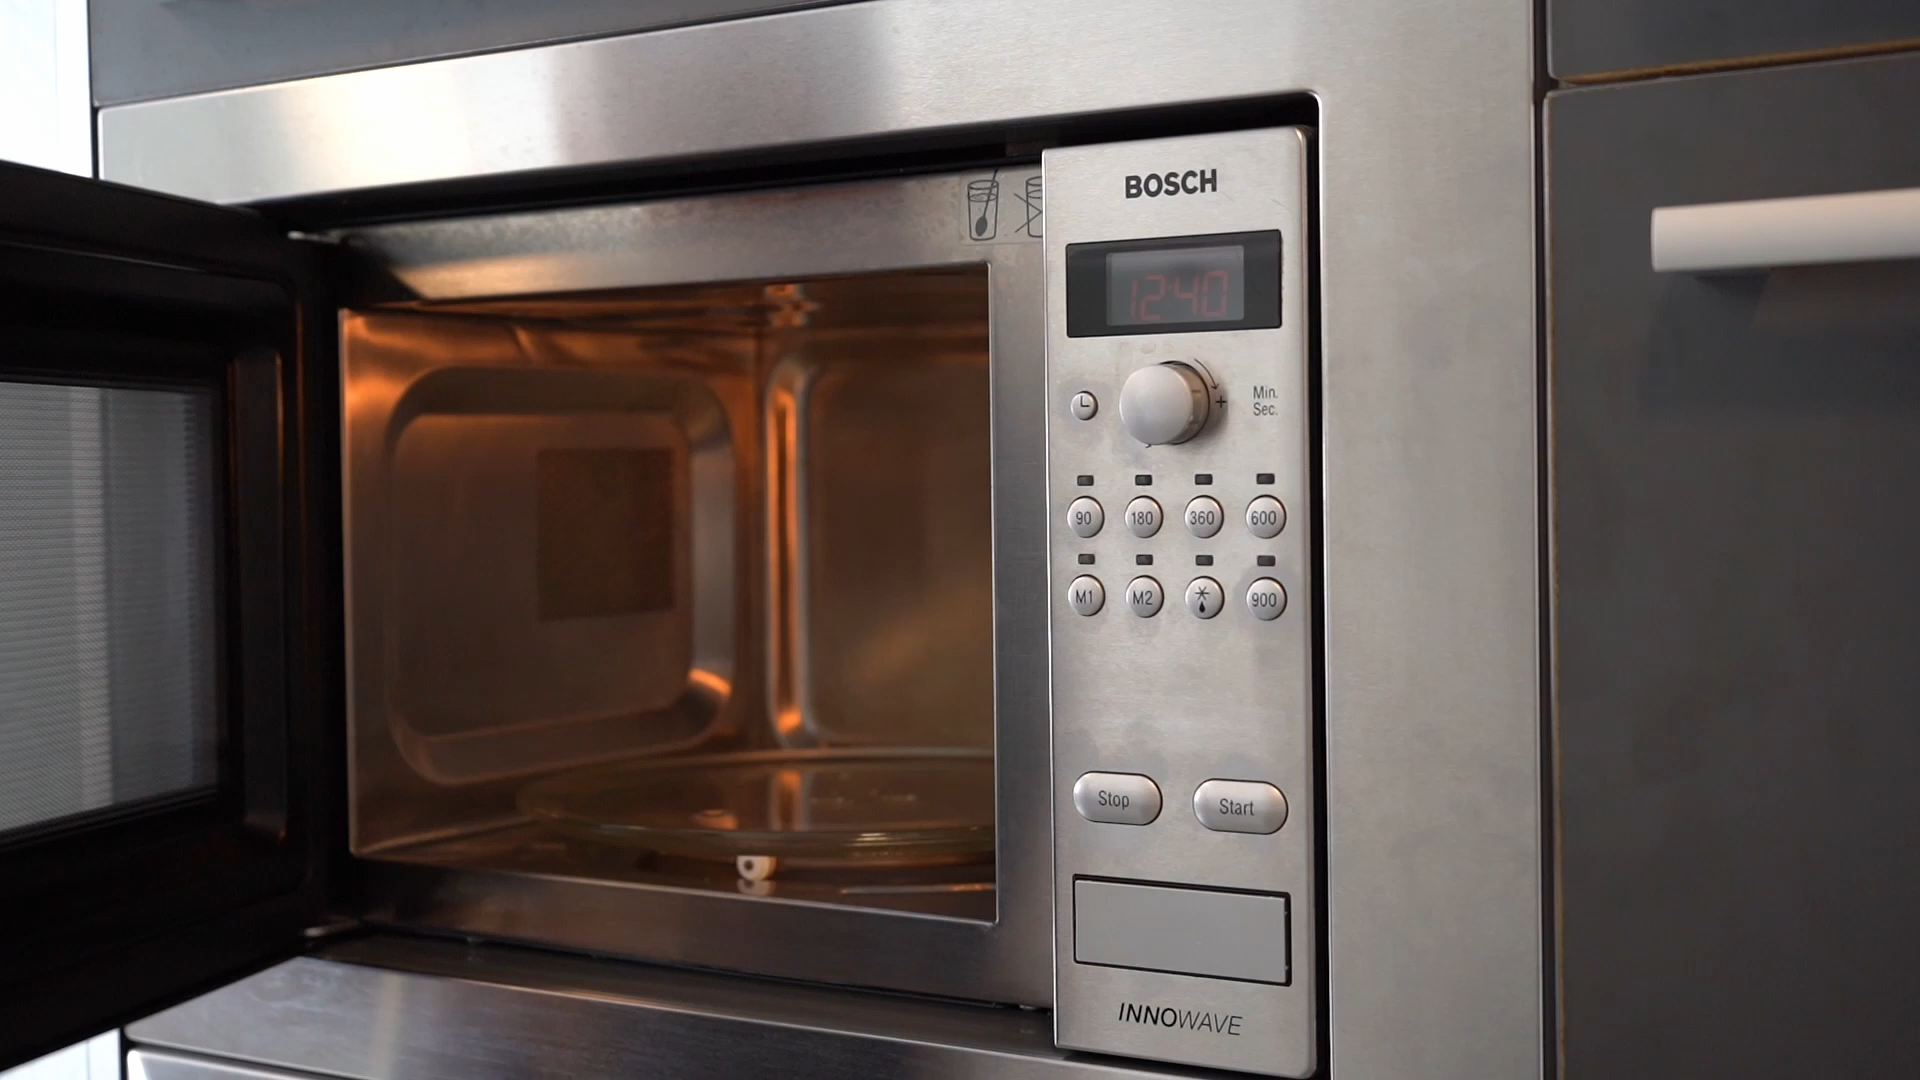 BOSCH
12:40
+
Min.
Sec.
90 180 360 600
M1 M2 900
Stop Start
INNOWAVE